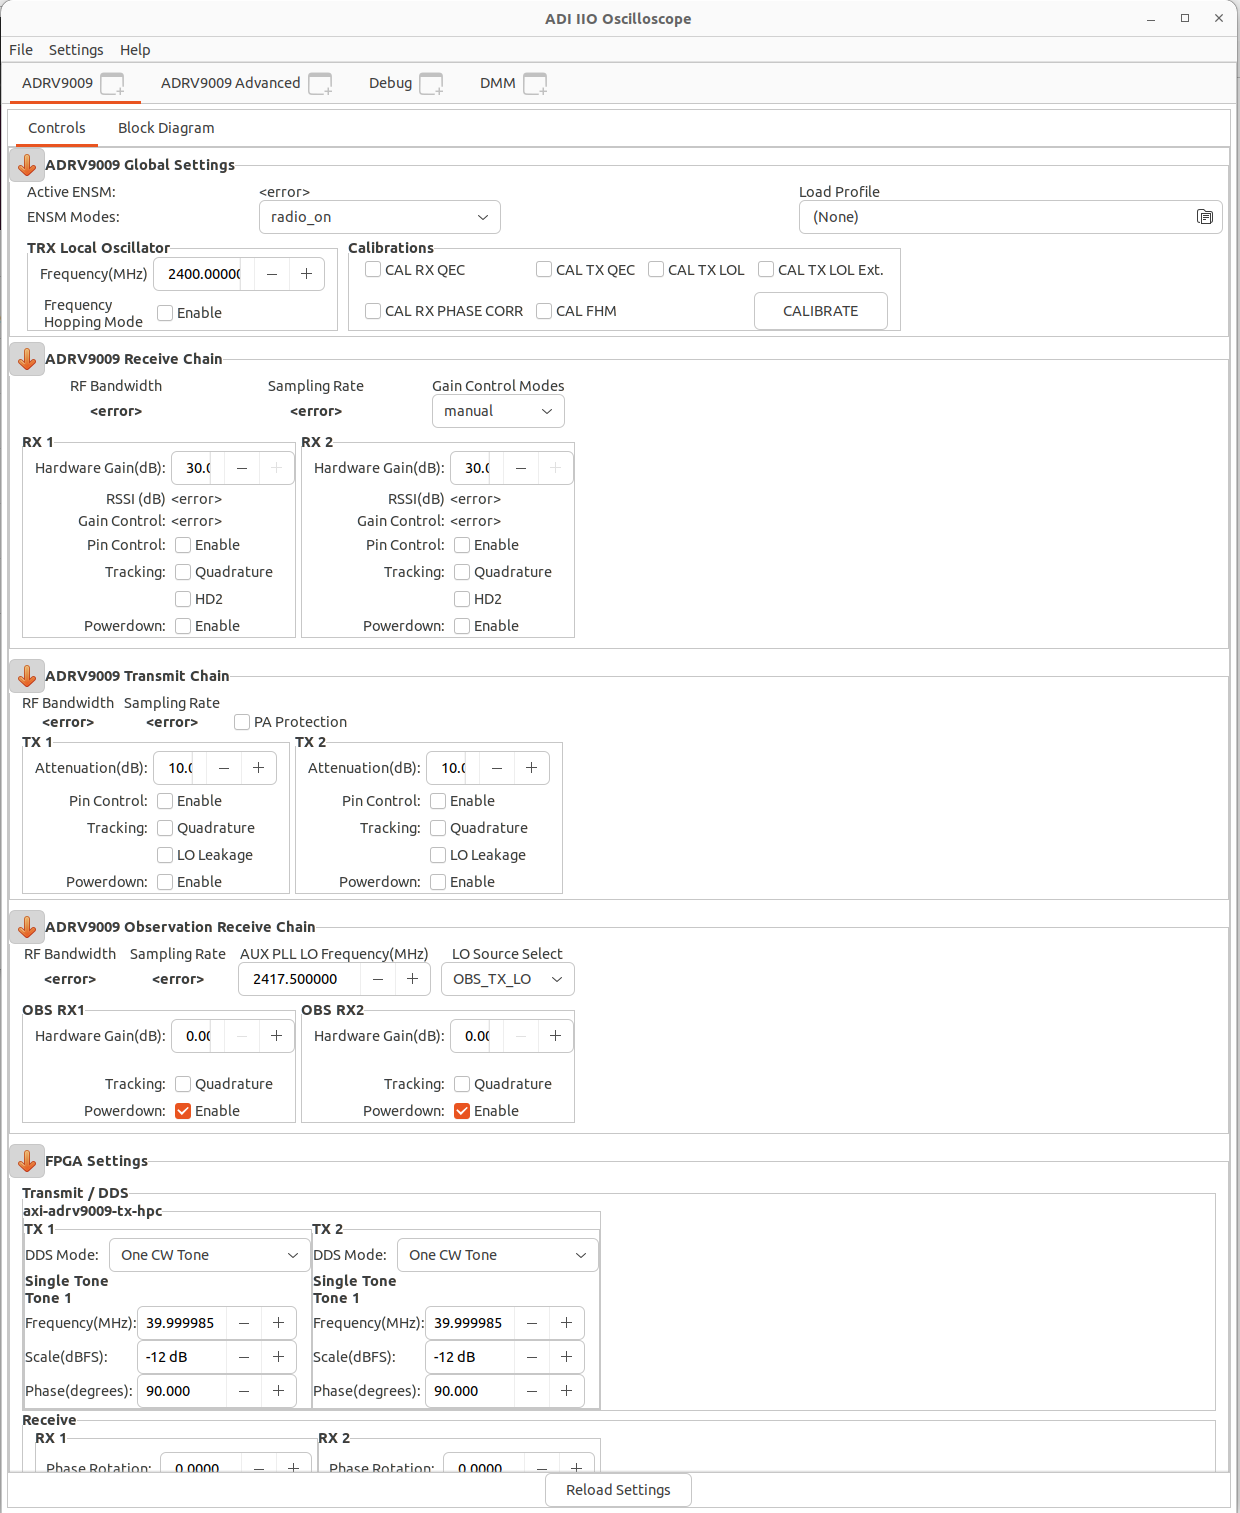 ADI IIO Oscilloscope
File Settings Help
ADRV9009 ADRV9009 Advanced Debug DMM
Controls Block Diagram
ADRV9009 Global Settings
Active ENSM: <error> Load Profile
ENSM Modes: radio_on (None)
TRX Local Oscillator Calibrations
Frequency(MHz) 2400.00000 − + CAL RX QEC CAL TX QEC CAL TX LOL CAL TX LOL Ext.
Frequency
Hopping Mode Enable CAL RX PHASE CORR CAL FHM CALIBRATE
ADRV9009 Receive Chain
RF Bandwidth Sampling Rate Gain Control Modes
<error> <error> manual
RX 1 RX 2
Hardware Gain(dB): 30.0 − + Hardware Gain(dB): 30.0 − +
RSSI (dB) <error> RSSI(dB) <error>
Gain Control: <error> Gain Control: <error>
Pin Control: Enable Pin Control: Enable
Tracking: Quadrature Tracking: Quadrature
HD2 HD2
Powerdown: Enable Powerdown: Enable
ADRV9009 Transmit Chain
RF Bandwidth Sampling Rate
<error> <error> PA Protection
TX 1 TX 2
Attenuation(dB): 10.0 − + Attenuation(dB): 10.0 − +
Pin Control: Enable Pin Control: Enable
Tracking: Quadrature Tracking: Quadrature
LO Leakage LO Leakage
Powerdown: Enable Powerdown: Enable
ADRV9009 Observation Receive Chain
RF Bandwidth Sampling Rate AUX PLL LO Frequency(MHz) LO Source Select
<error> <error> 2417.500000 − + OBS_TX_LO
OBS RX1 OBS RX2
Hardware Gain(dB): 0.00 − + Hardware Gain(dB): 0.00 − +
Tracking: Quadrature Tracking: Quadrature
Powerdown: Enable Powerdown: Enable
FPGA Settings
Transmit / DDS
axi-adrv9009-tx-hpc
TX 1 TX 2
DDS Mode: One CW Tone DDS Mode: One CW Tone
Single Tone Single Tone
Tone 1 Tone 1
Frequency(MHz): 39.999985 − + Frequency(MHz): 39.999985 − +
Scale(dBFS): -12 dB − + Scale(dBFS): -12 dB − +
Phase(degrees): 90.000 − + Phase(degrees): 90.000 − +
Receive
RX 1 RX 2
Phase Rotation: 0.0000 − + Phase Rotation: 0.0000 − +
Reload Settings